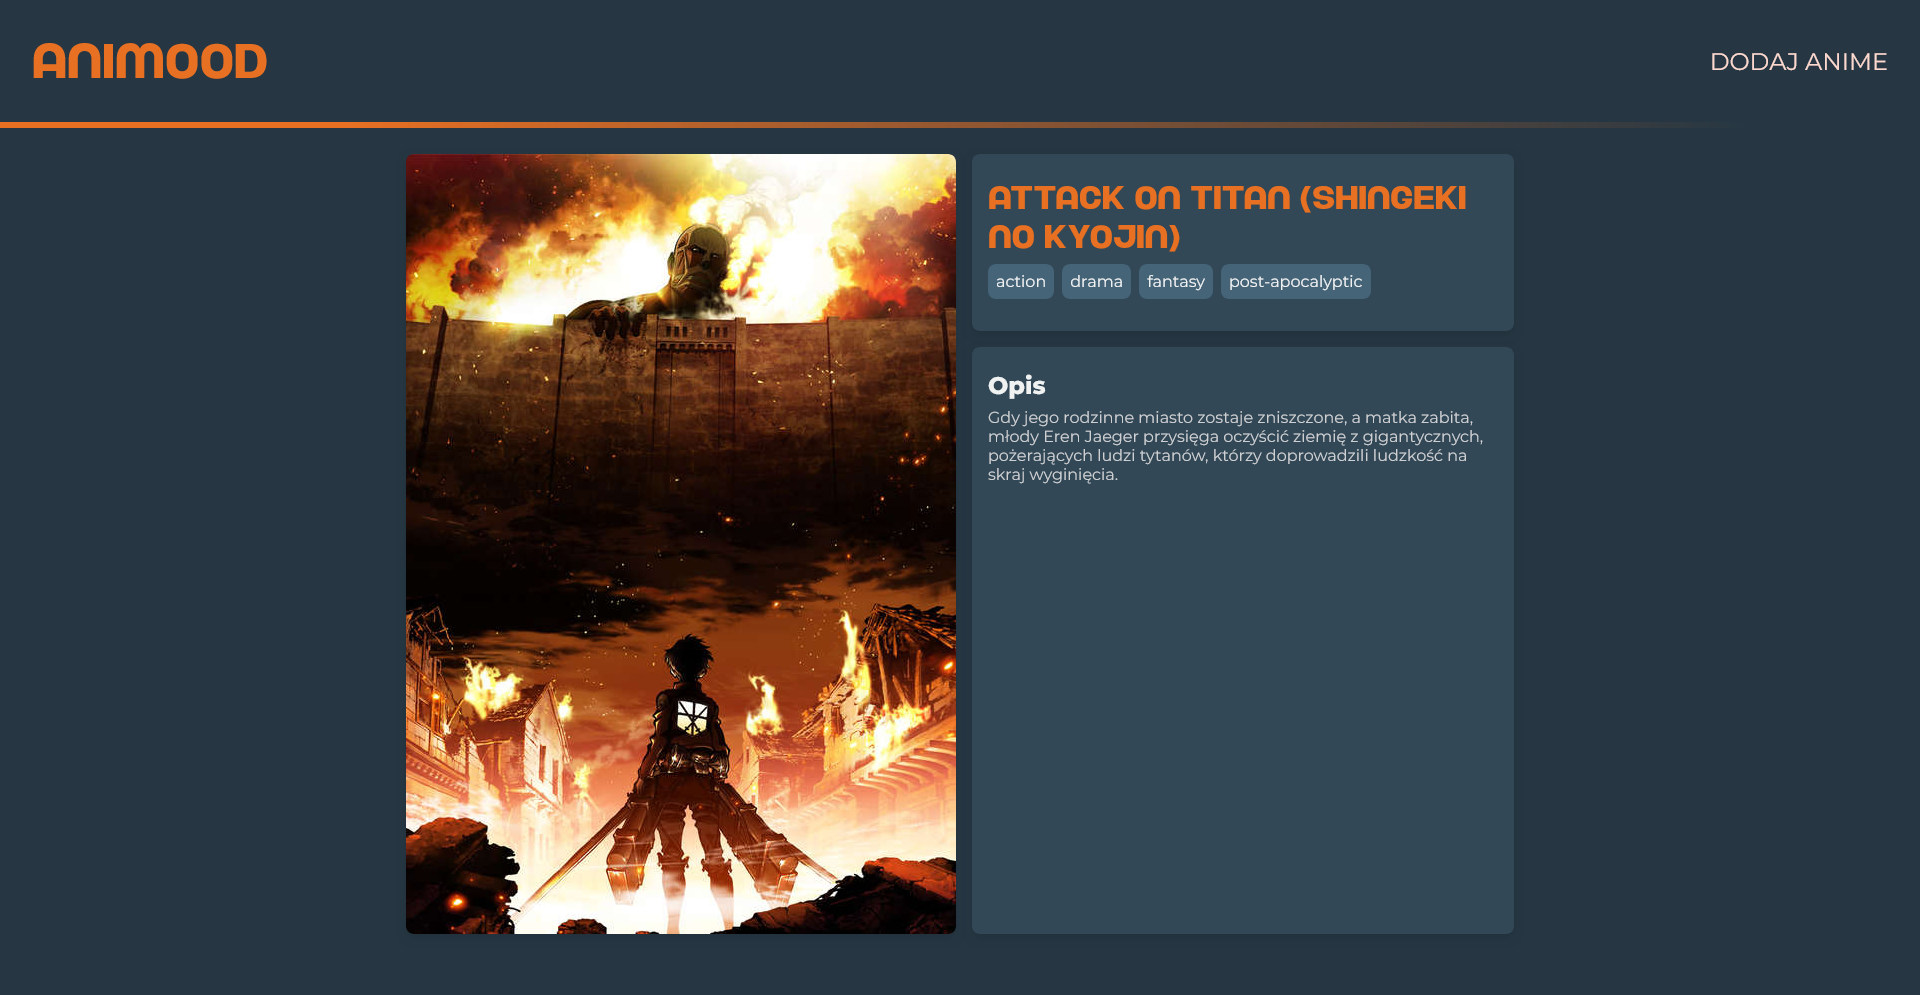 ANIMOOD
DODAJ ANIME
ATTACK ON TITAN (SHINGEKI
NO KYOJIN)
action drama fantasy post-apocalyptic
Opis
Gdy jego rodzinne miasto zostaje zniszczone, a matka zabita,
młody Eren Jaeger przysięga oczyścić ziemię z gigantycznych,
pożerających ludzi tytanów, którzy doprowadzili ludzkość na
skraj wyginięcia.